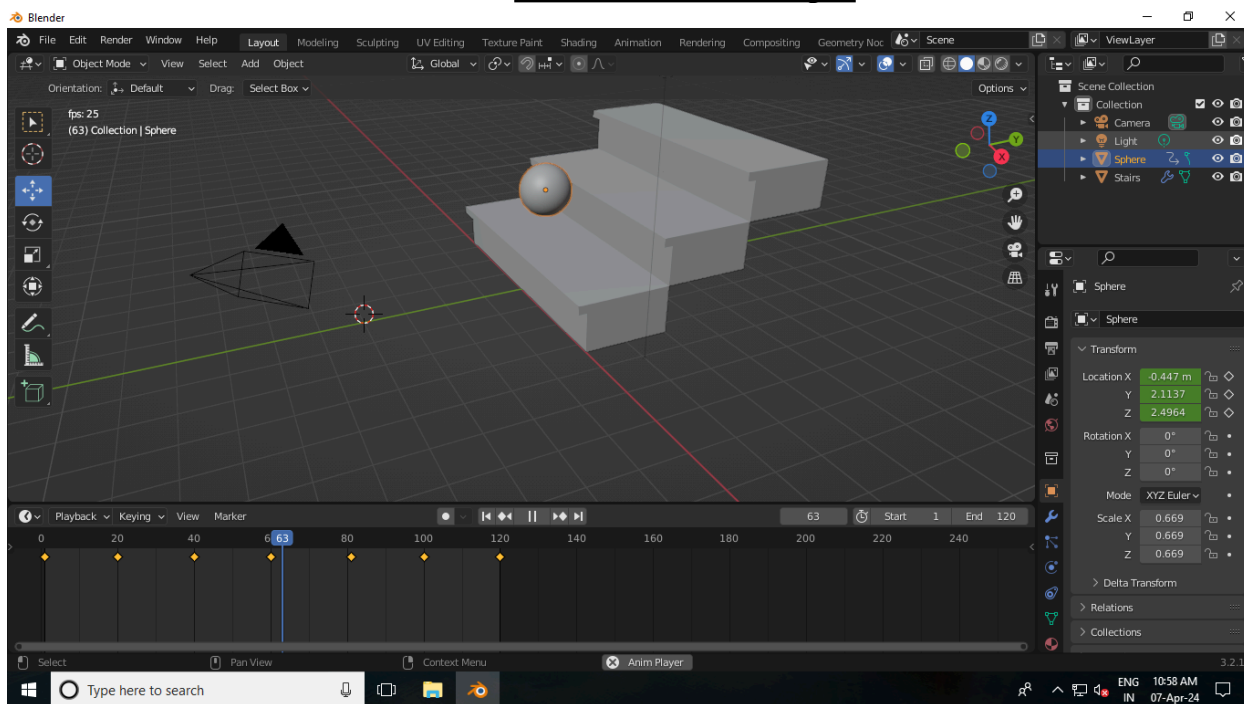 Blender
File Edit Render Window Help Layout Modeling Sculpting UV Editing Texture Paint Shading Animation Rendering Compositing Geometry Noc Scene ViewLayer
Object Mode View Select Add Object Global
Orientation: Default Drag: Select Box Options
fps: 25
(63) Collection | Sphere
Z
Y
X
Scene Collection
Collection
Camera
Light
Sphere
Stairs
Sphere
Sphere
Transform
Location X -0.447 m
Y 2.1137
Z 2.4964
Rotation X 0°
Y 0°
Z 0°
Mode XYZ Euler
Scale X 0.669
Y 0.669
Z 0.669
Delta Transform
Relations
Collections
Playback Keying View Marker 63 Start 1 End 120
0 20 40 6 63 80 100 120 140 160 180 200 220 240
Select Pan View Context Menu Anim Player 3.2.1
Type here to search ENG 10:58 AM
IN 07-Apr-24